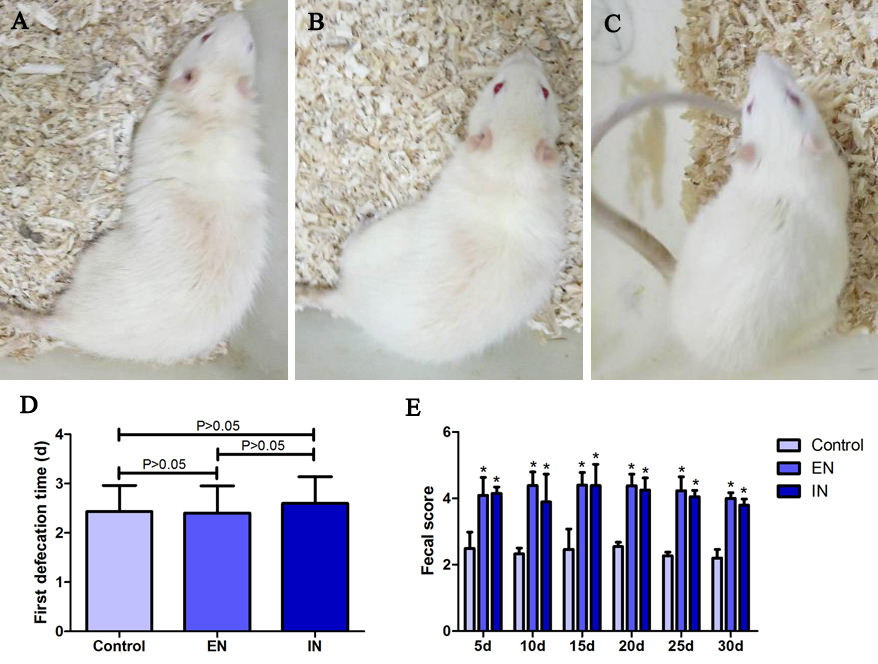 A
B
C
D
First defecation time (d)
4
3
2
1
0
P>0.05
P>0.05
P>0.05
Control
EN
IN
E
Fecal score
6
4
2
0
* *
* *
* *
* *
* *
* *
5d
10d
15d
20d
25d
30d
Control
EN
IN